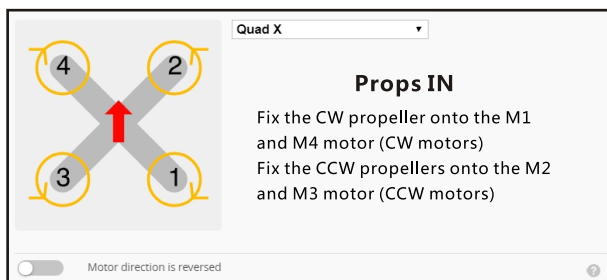 Quad X
4 2
3 1
Props IN
Fix the CW propeller onto the M1
and M4 motor (CW motors)
Fix the CCW propellers onto the M2
and M3 motor (CCW motors)
Motor direction is reversed
?